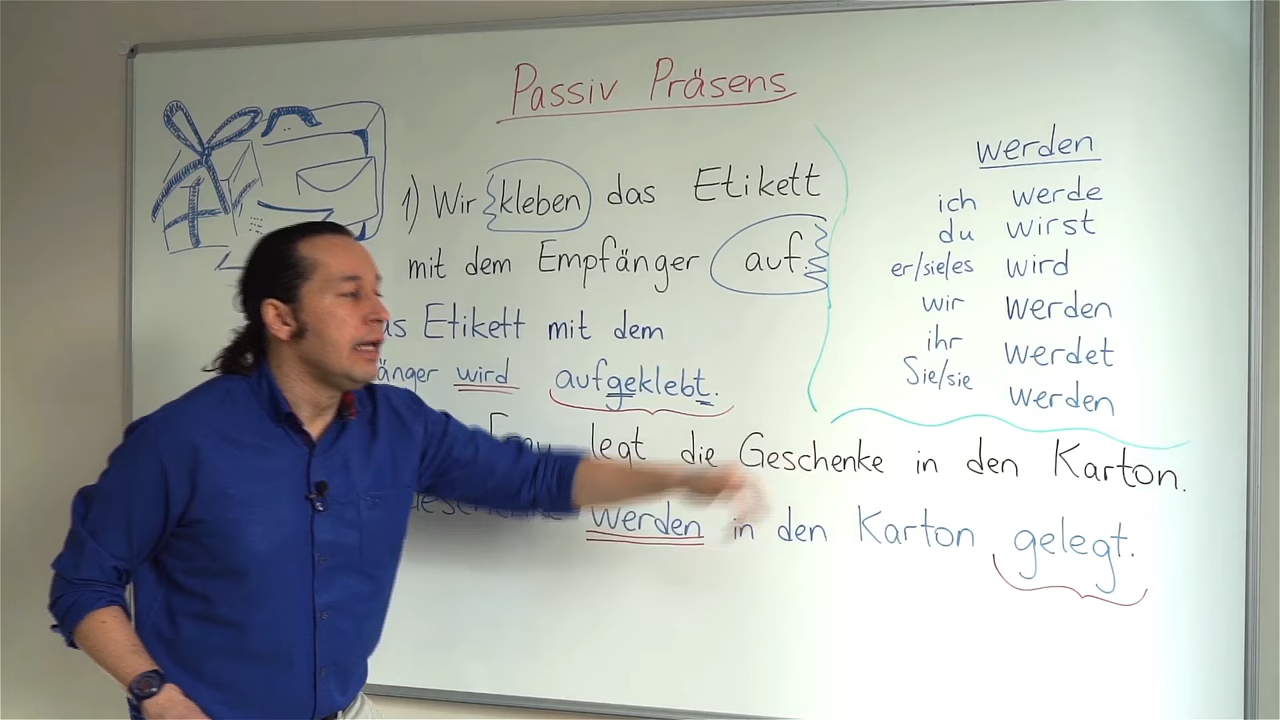 Passiv Präsens
1) Wir kleben das Etikett
mit dem Empfänger auf.
Etikett mit dem
wird aufgeklebt.
legt die Geschenke in den Karton.
werden in den Karton gelegt.
werden
ich werde
du wirst
er/sie/es wird
wir werden
ihr werdet
Sie/sie werden